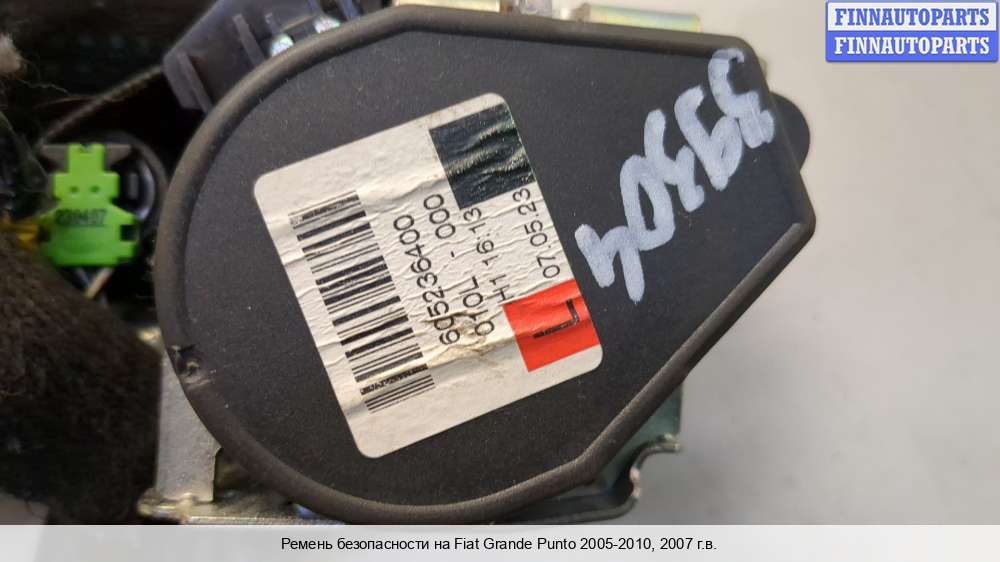 FINNAUTOPARTS
FINNAUTOPARTS
39304
605236400
010L - 000
H1 16:13
07.05.23
L
Ремень безопасности на Fiat Grande Punto 2005-2010, 2007 г.в.